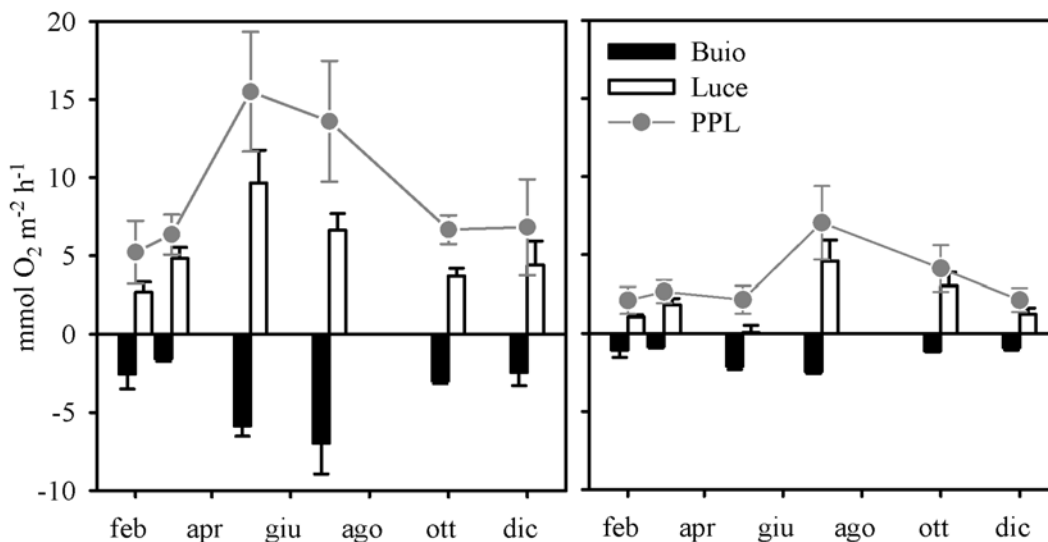 20
15
10
5
0
-5
-10
mmol O₂ m⁻² h⁻¹
feb apr giu ago ott dic
Buio
Luce
PPL
feb apr giu ago ott dic